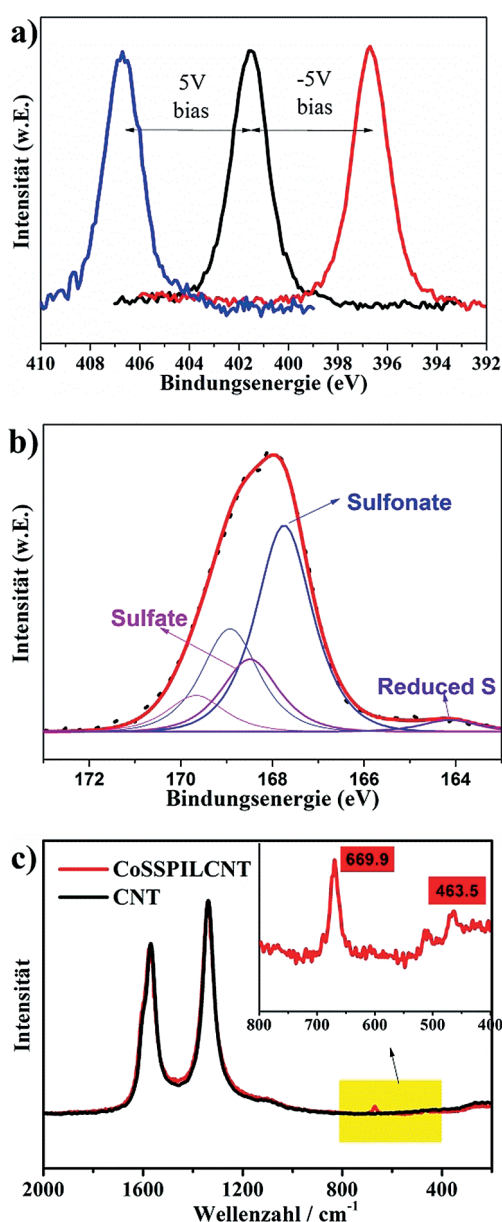 a)
5V
bias
-5V
bias
Intensität (w.E.)
410 408 406 404 402 400 398 396 394 392
Bindungsenergie (eV)
b)
Sulfonate
Sulfate
Reduced S
Intensität (w.E.)
172 170 168 166 164
Bindungsenergie (eV)
c)
CoSSPILCNT
CNT
669.9
463.5
800 700 600 500 400
Intensität
2000 1600 1200 800 400
Wellenzahl / cm⁻¹